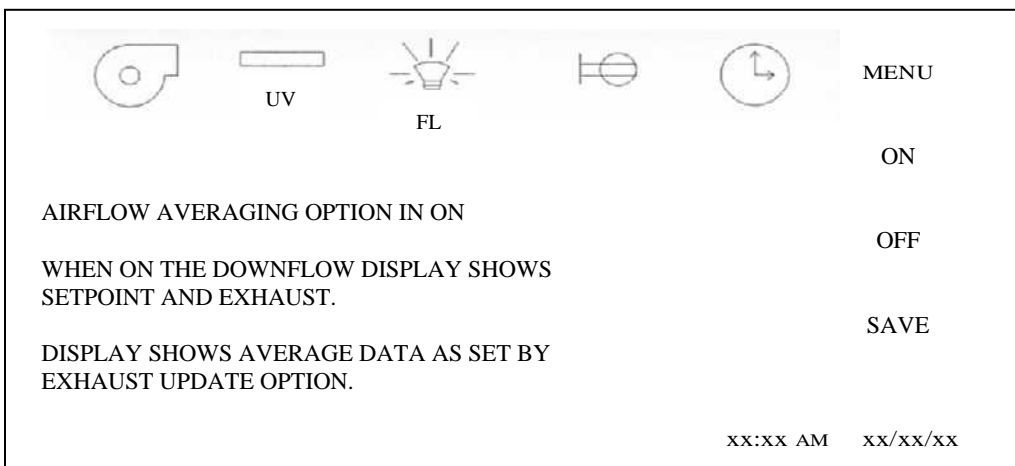 UV
FL
MENU
ON
AIRFLOW AVERAGING OPTION IN ON
OFF
WHEN ON THE DOWNFLOW DISPLAY SHOWS
SETPOINT AND EXHAUST.
SAVE
DISPLAY SHOWS AVERAGE DATA AS SET BY
EXHAUST UPDATE OPTION.
xx:xx AM xx/xx/xx